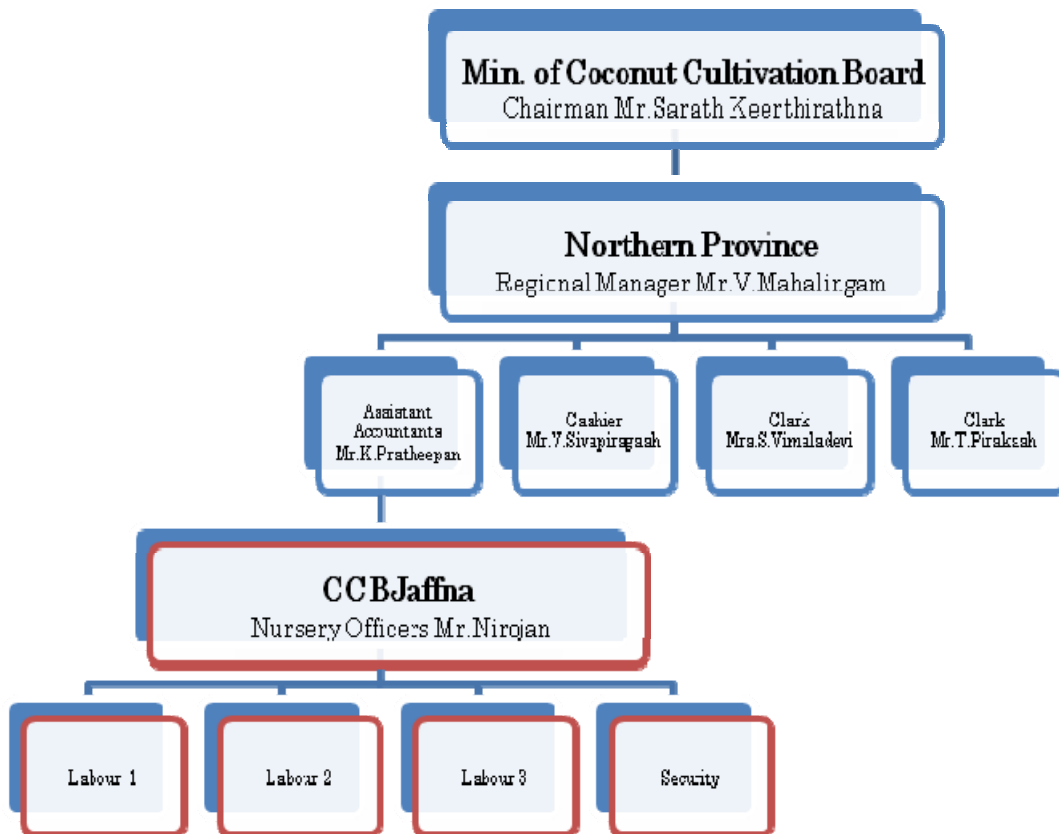 Min. of Coconut Cultivation Board
Chairman Mr.Sarath Keerthirathna
Northern Province
Regional Manager Mr.V.Mahalingam
Assistant
Accountants
Mr.K.Pratheepan
Cashier
Mr.V.Sivapiragash
Clark
Mrs.S.Vimaladevi
Clark
Mr.T.Pirakash
CCBJaffna
Nursery Officers Mr.Nirojan
Labour 1
Labour 2
Labour 3
Security